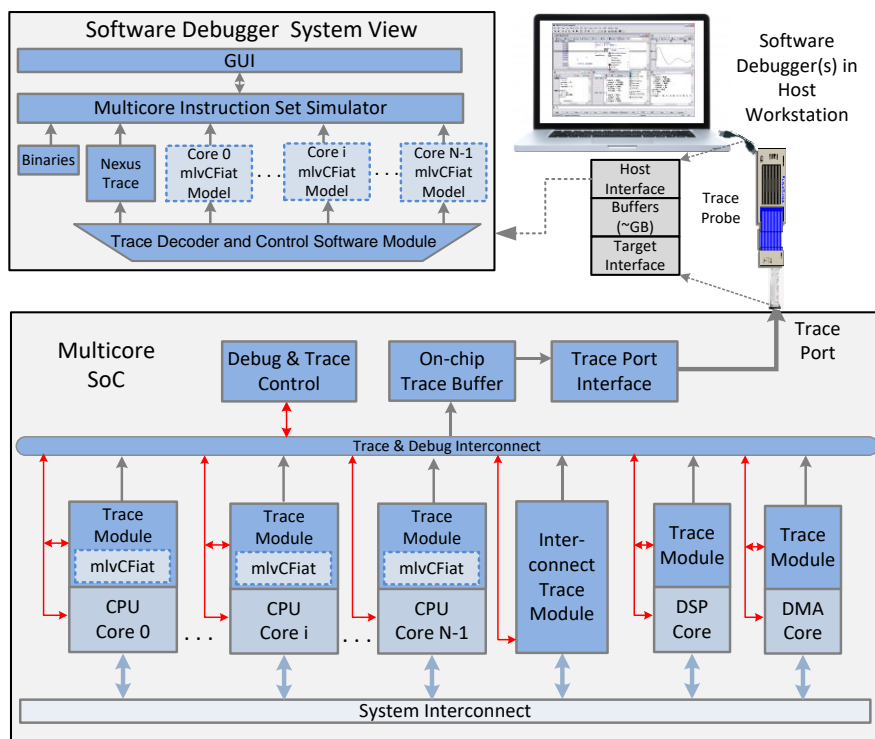 Software Debugger System View
GUI
Multicore Instruction Set Simulator
Binaries
Nexus
Trace
Core 0
mlvCFiat
Model
. . .
Core i
mlvCFiat
Model
. . .
Core N-1
mlvCFiat
Model
Trace Decoder and Control Software Module
Software
Debugger(s) in
Host
Workstation
Host
Interface
Buffers
(~GB)
Target
Interface
Trace
Probe
Trace
Port
Multicore
SoC
Debug & Trace
Control
On-chip
Trace Buffer
Trace Port
Interface
Trace & Debug Interconnect
Trace
Module
mlvCFiat
CPU
Core 0
. . .
Trace
Module
mlvCFiat
CPU
Core i
. . .
Trace
Module
mlvCFiat
CPU
Core N-1
Inter-
connect
Trace
Module
Trace
Module
DSP
Core
Trace
Module
DMA
Core
System Interconnect